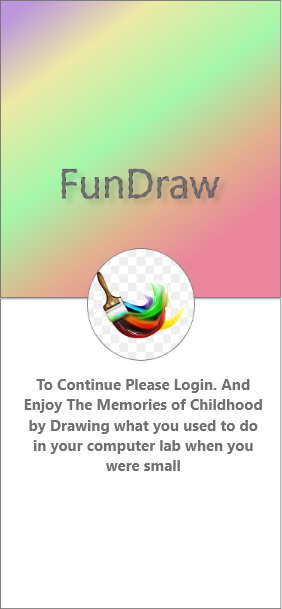 FunDraw
To Continue Please Login. And
Enjoy The Memories of Childhood
by Drawing what you used to do
in your computer lab when you
were small